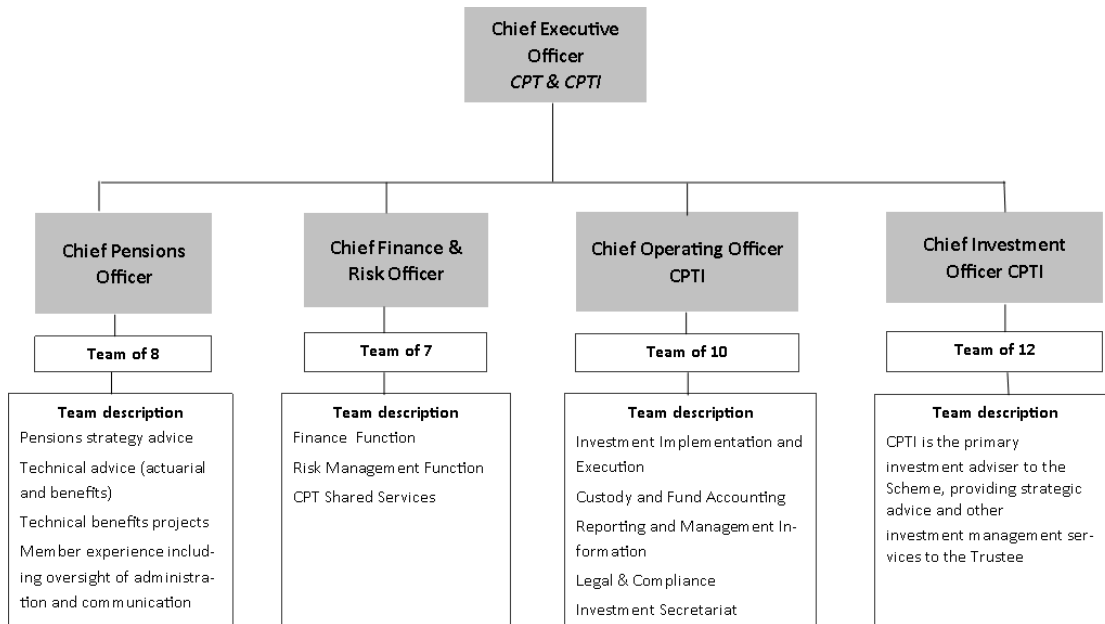 Chief Executive
Officer
CPT & CPTI
Chief Pensions
Officer
Chief Finance &
Risk Officer
Chief Operating Officer
CPTI
Chief Investment
Officer CPTI
Team of 8
Team of 7
Team of 10
Team of 12
Team description
Pensions strategy advice
Technical advice (actuarial
and benefits)
Technical benefits projects
Member experience includ-
ing oversight of administra-
tion and communication
Team description
Finance Function
Risk Management Function
CPT Shared Services
Team description
Investment Implementation and
Execution
Custody and Fund Accounting
Reporting and Management In-
formation
Legal & Compliance
Investment Secretariat
Team description
CPTI is the primary
investment adviser to the
Scheme, providing strategic
advice and other
investment management ser-
vices to the Trustee